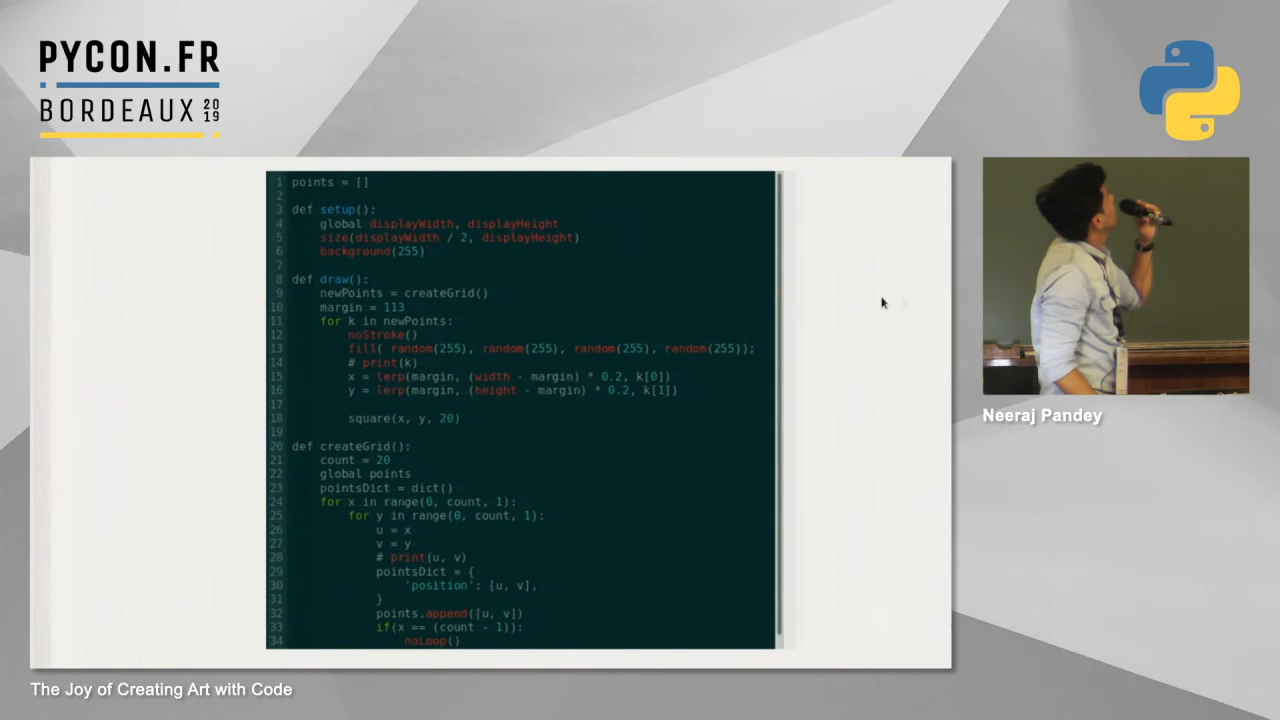 PYCON.FR
BORDEAUX 2019
1 points = []
2
3 def setup():
4 global displayWidth, displayHeight
5 size(displayWidth / 2, displayHeight)
6 background(255)
7
8 def draw():
9 newPoints = createGrid()
10 margin = 113
11 for k in newPoints:
12 noStroke()
13 fill( random(255), random(255), random(255), random(255));
14 # print(k)
15 x = lerp(margin, (width - margin) * 0.2, k[0])
16 y = lerp(margin, (height - margin) * 0.2, k[1])
17
18 square(x, y, 20)
19
20 def createGrid():
21 count = 20
22 global points
23 pointsDict = dict()
24 for x in range(0, count, 1):
25 for y in range(0, count, 1):
26 u = x
27 v = y
28 # print(u, v)
29 pointsDict = {
30 'position': [u, v],
31 }
32 points.append([u, v])
33 if(x == (count - 1)):
34 noLoop()
Neeraj Pandey
The Joy of Creating Art with Code